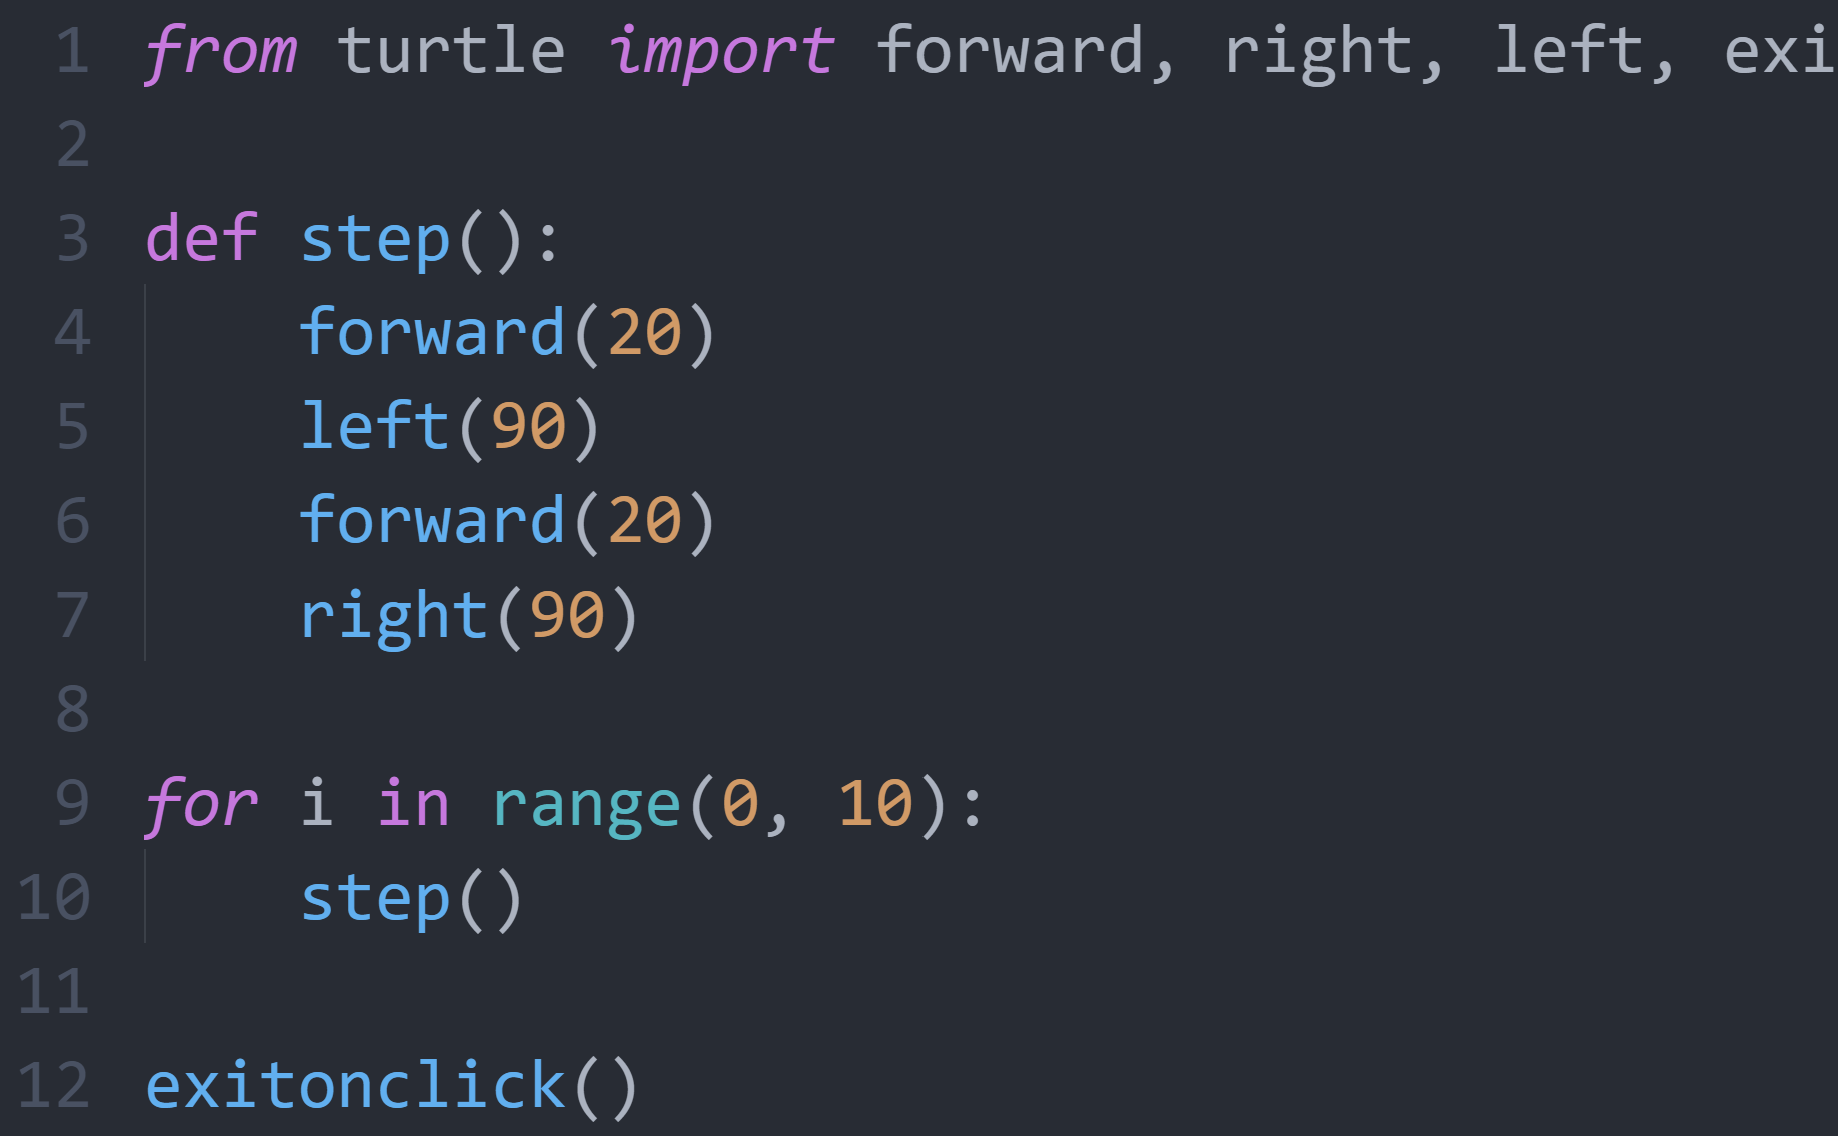 1 from turtle import forward, right, left, exi
2
3 def step():
4     forward(20)
5     left(90)
6     forward(20)
7     right(90)
8
9 for i in range(0, 10):
10     step()
11
12 exitonclick()